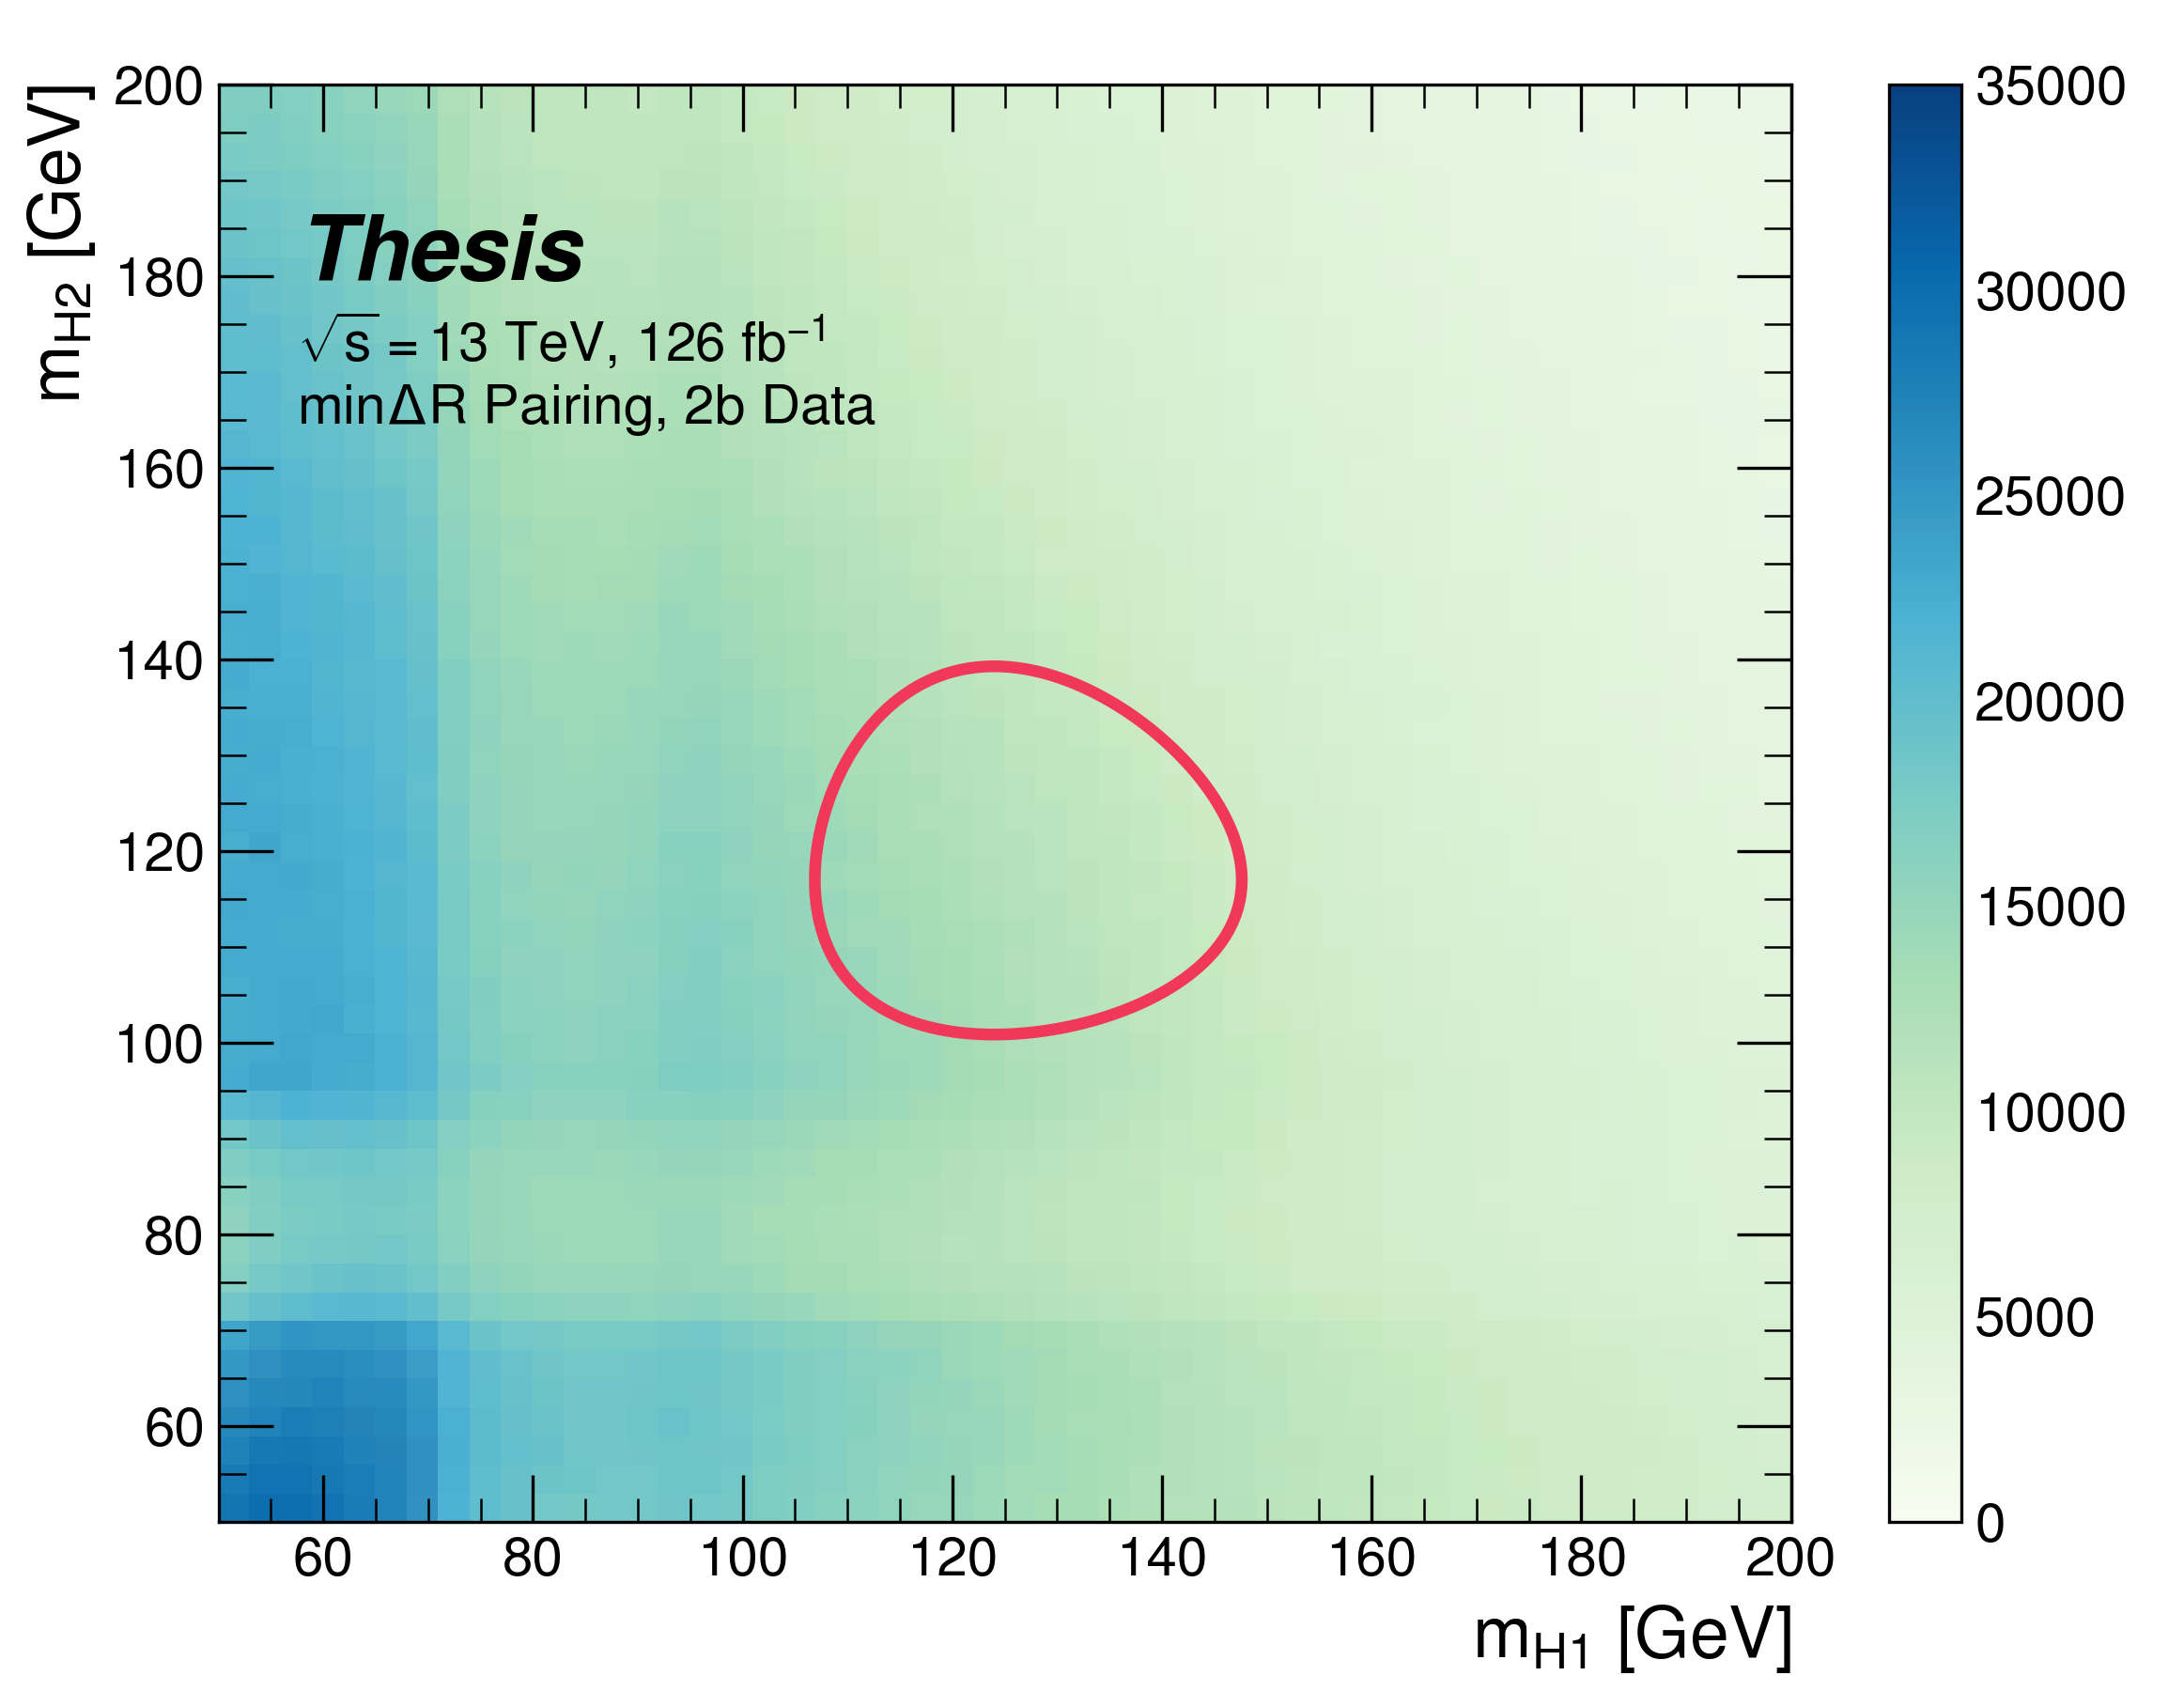 m_H2 [GeV]
200
180
160
140
120
100
80
60
Thesis
√s = 13 TeV, 126 fb⁻¹
minΔR Pairing, 2b Data
60 80 100 120 140 160 180 200
m_H1 [GeV]
35000
30000
25000
20000
15000
10000
5000
0